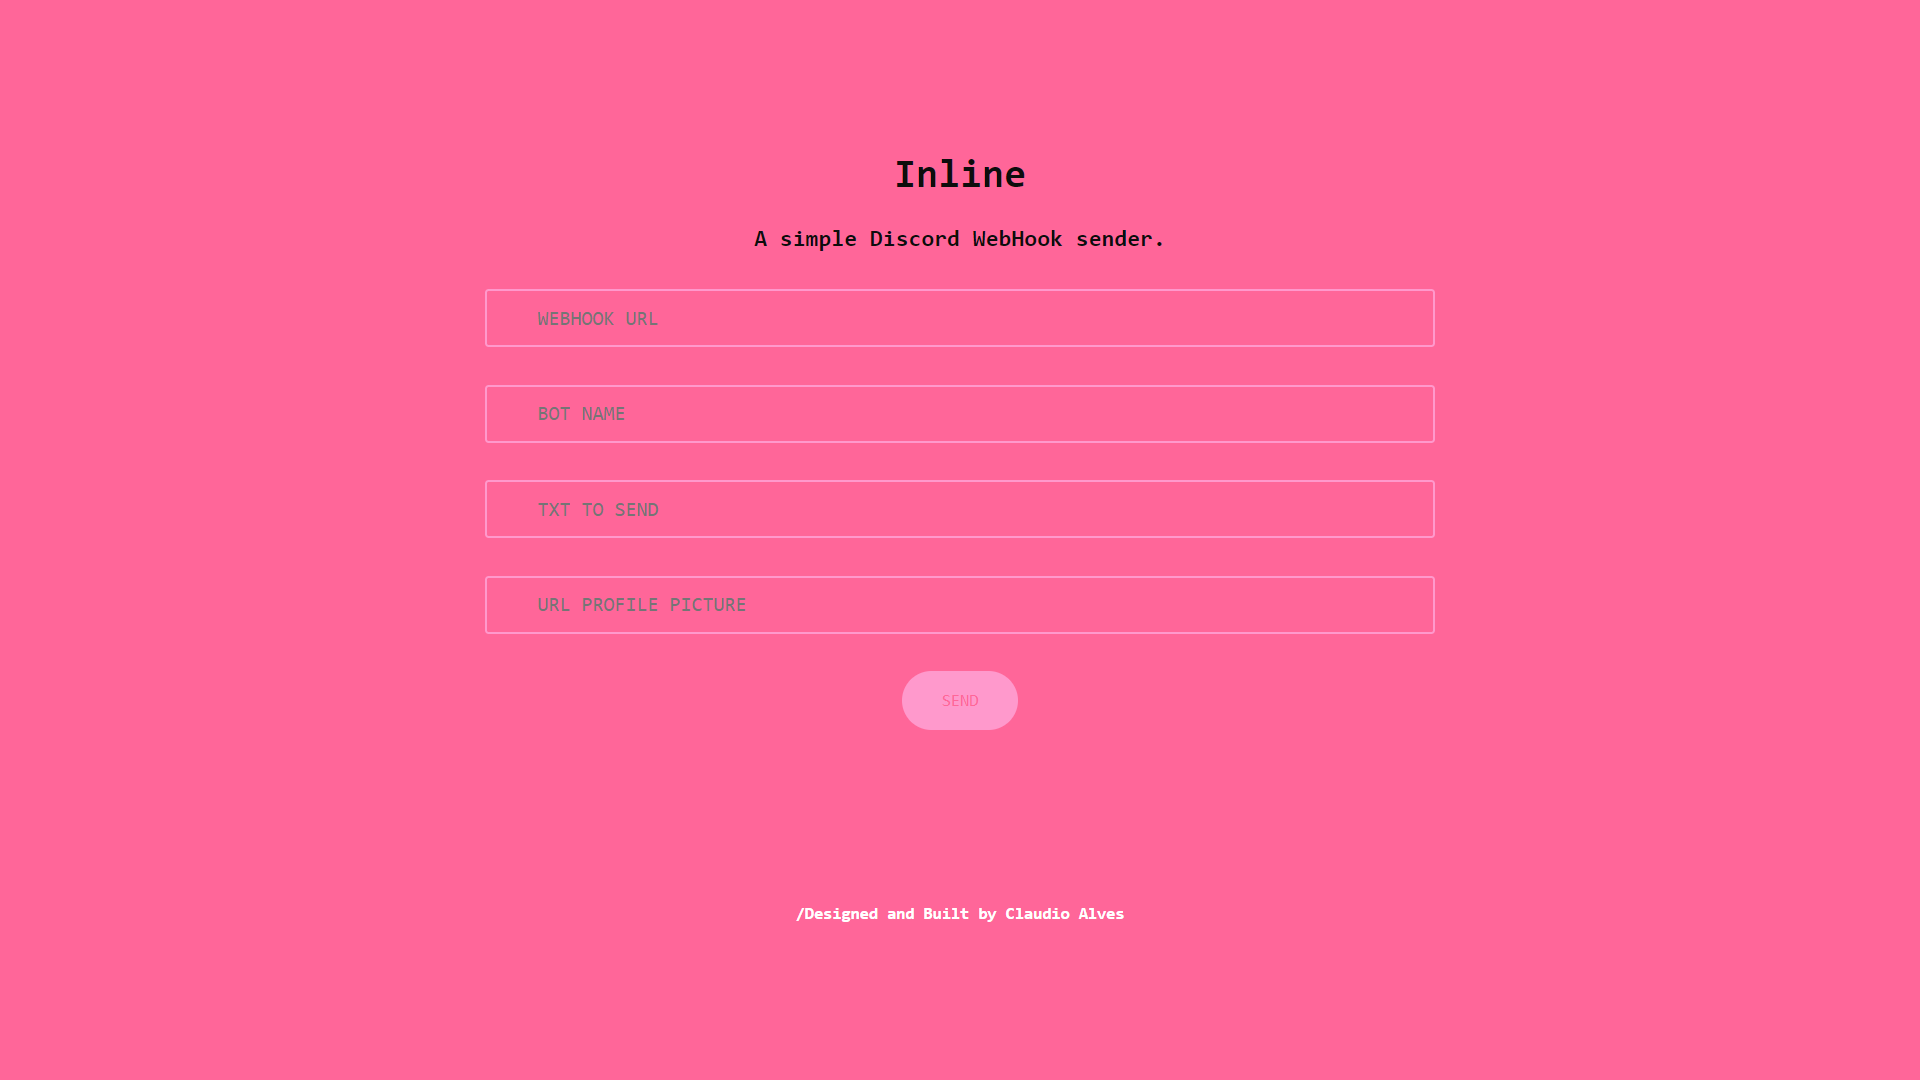 Inline
A simple Discord WebHook sender.
WEBHOOK URL
BOT NAME
TXT TO SEND
URL PROFILE PICTURE
SEND
/Designed and Built by Claudio Alves